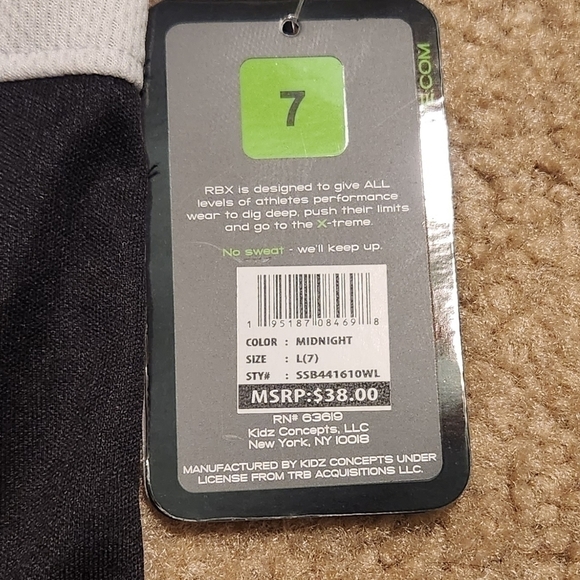 E.COM
7
RBX is designed to give ALL
levels of athletes performance
wear to dig deep, push their limits
and go to the X-treme.
No sweat - we'll keep up.
1 95187 08469 8
COLOR : MIDNIGHT
SIZE : L(7)
STY# : SSB441610WL
MSRP:$38.00
RN# 63619
Kidz Concepts, LLC
New York, NY 10018
MANUFACTURED BY KIDZ CONCEPTS UNDER
LICENSE FROM TRB ACQUISITIONS LLC.